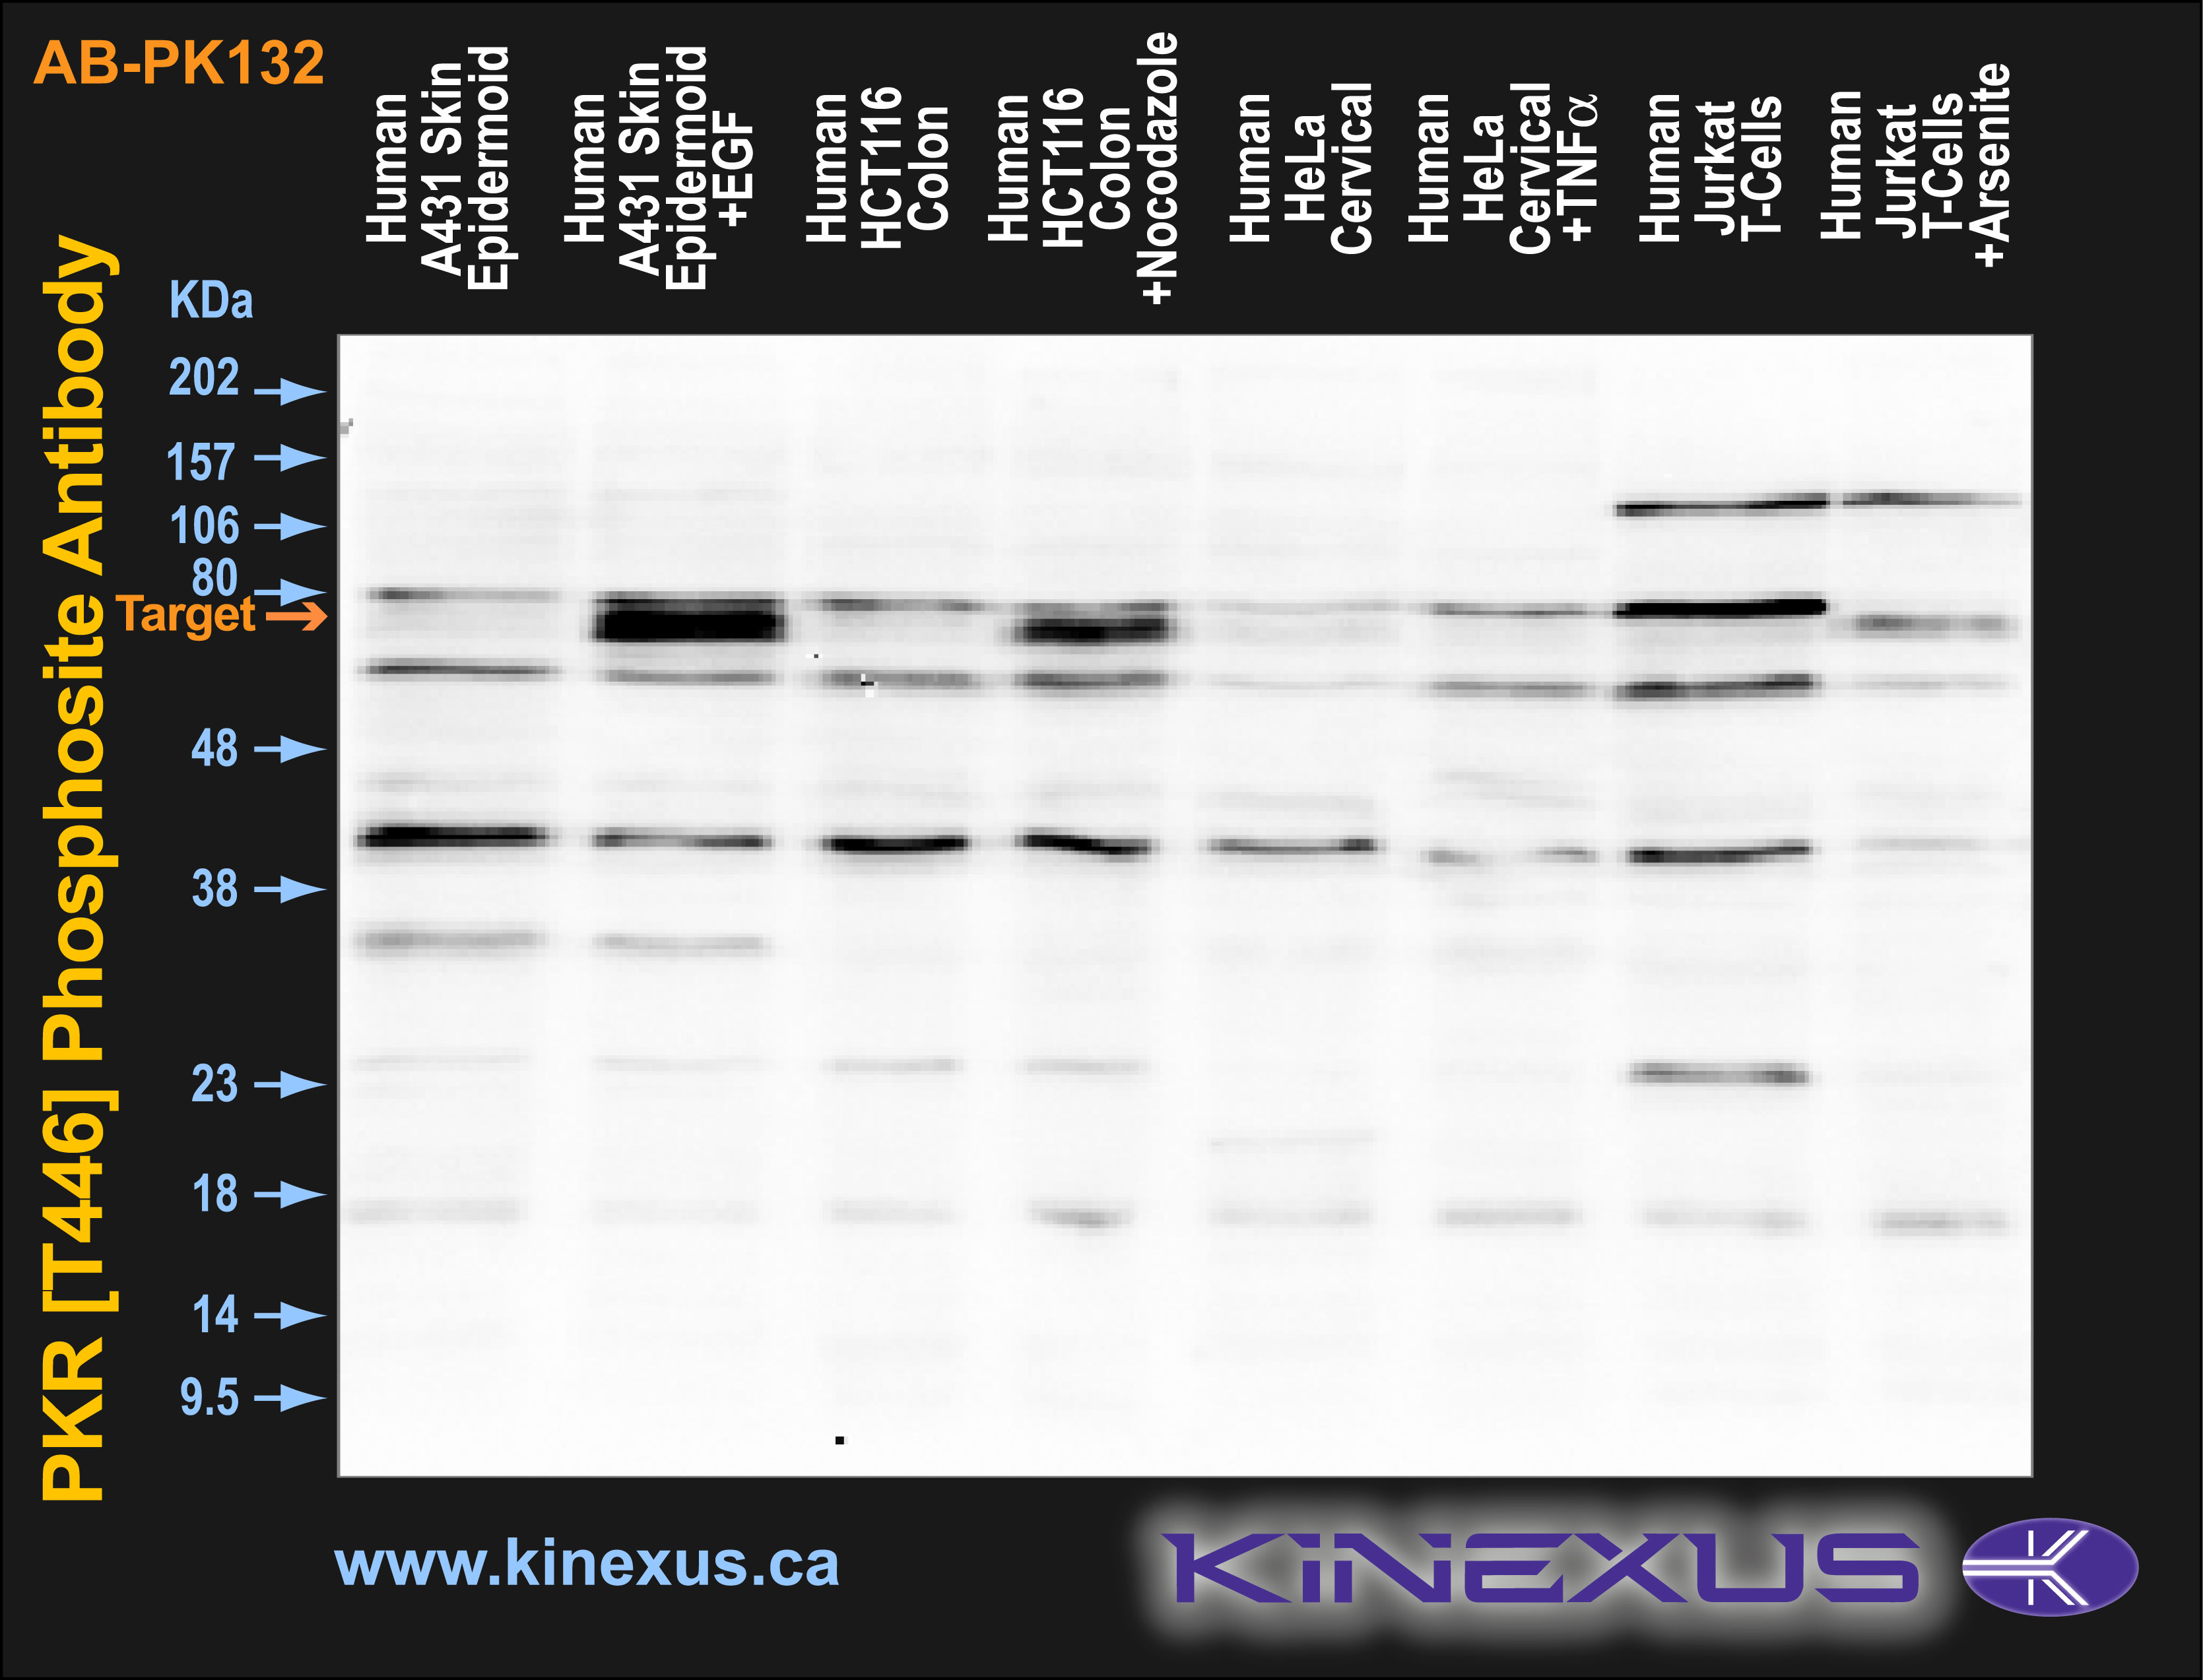 AB-PK132
PKR [T446] Phosphosite Antibody
Human
A431 Skin
Epidermoid
Human
A431 Skin
Epidermoid
+EGF
Human
HCT116
Colon
Human
HCT116
Colon
+Nocodazole
Human
HeLa
Cervical
Human
HeLa
Cervical
+TNFα
Human
Jurkat
T-Cells
Human
Jurkat
T-Cells
+Arsenite
KDa
202
157
106
80
Target
48
38
23
18
14
9.5
www.kinexus.ca
KiNEXUS